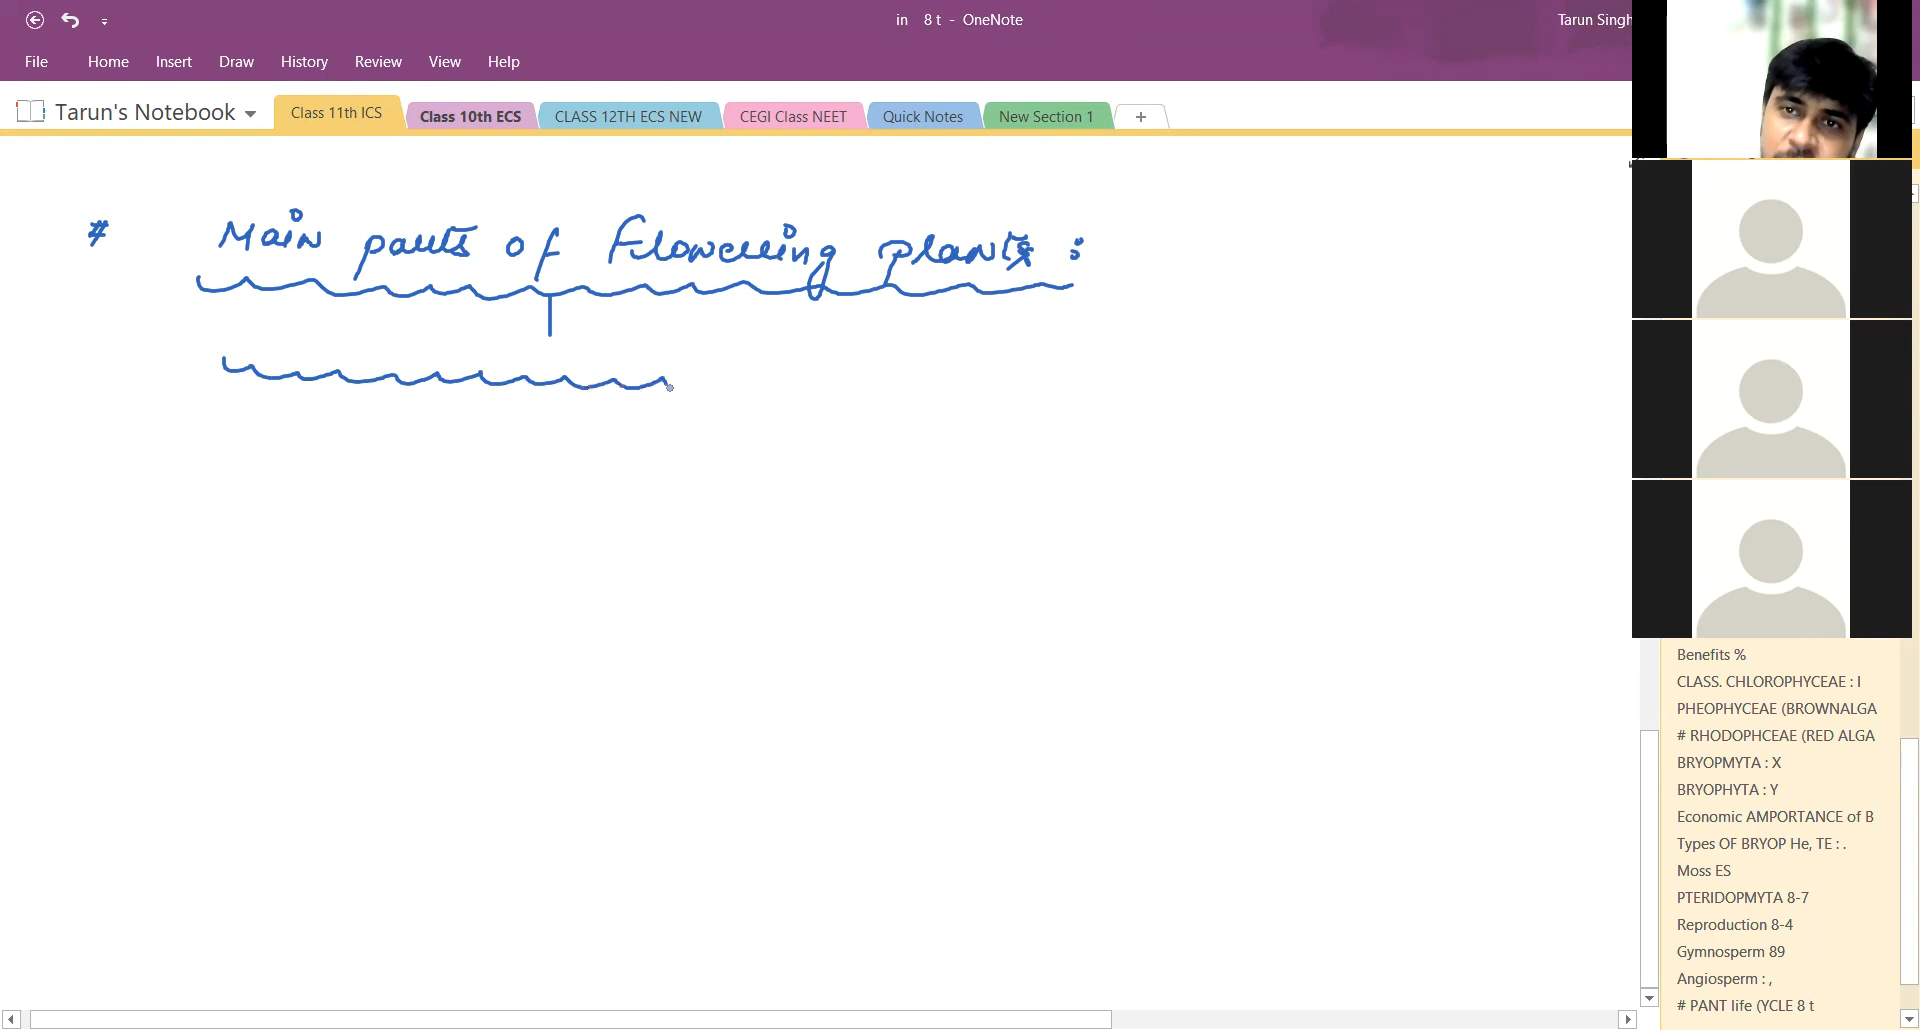 in 8 t - OneNote
Tarun Singh
File Home Insert Draw History Review View Help
Tarun's Notebook
Class 11th ICS
Class 10th ECS
CLASS 12TH ECS NEW
CEGI Class NEET
Quick Notes
New Section 1
+
# Main parts of Flowering plants :
Benefits %
CLASS. CHLOROPHYCEAE : I
PHEOPHYCEAE (BROWNALGA
# RHODOPHCEAE (RED ALGA
BRYOPMYTA : X
BRYOPHYTA : Y
Economic AMPORTANCE of B
Types OF BRYOP He, TE : .
Moss ES
PTERIDOPMYTA 8-7
Reproduction 8-4
Gymnosperm 89
Angiosperm : ,
# PANT life (YCLE 8 t